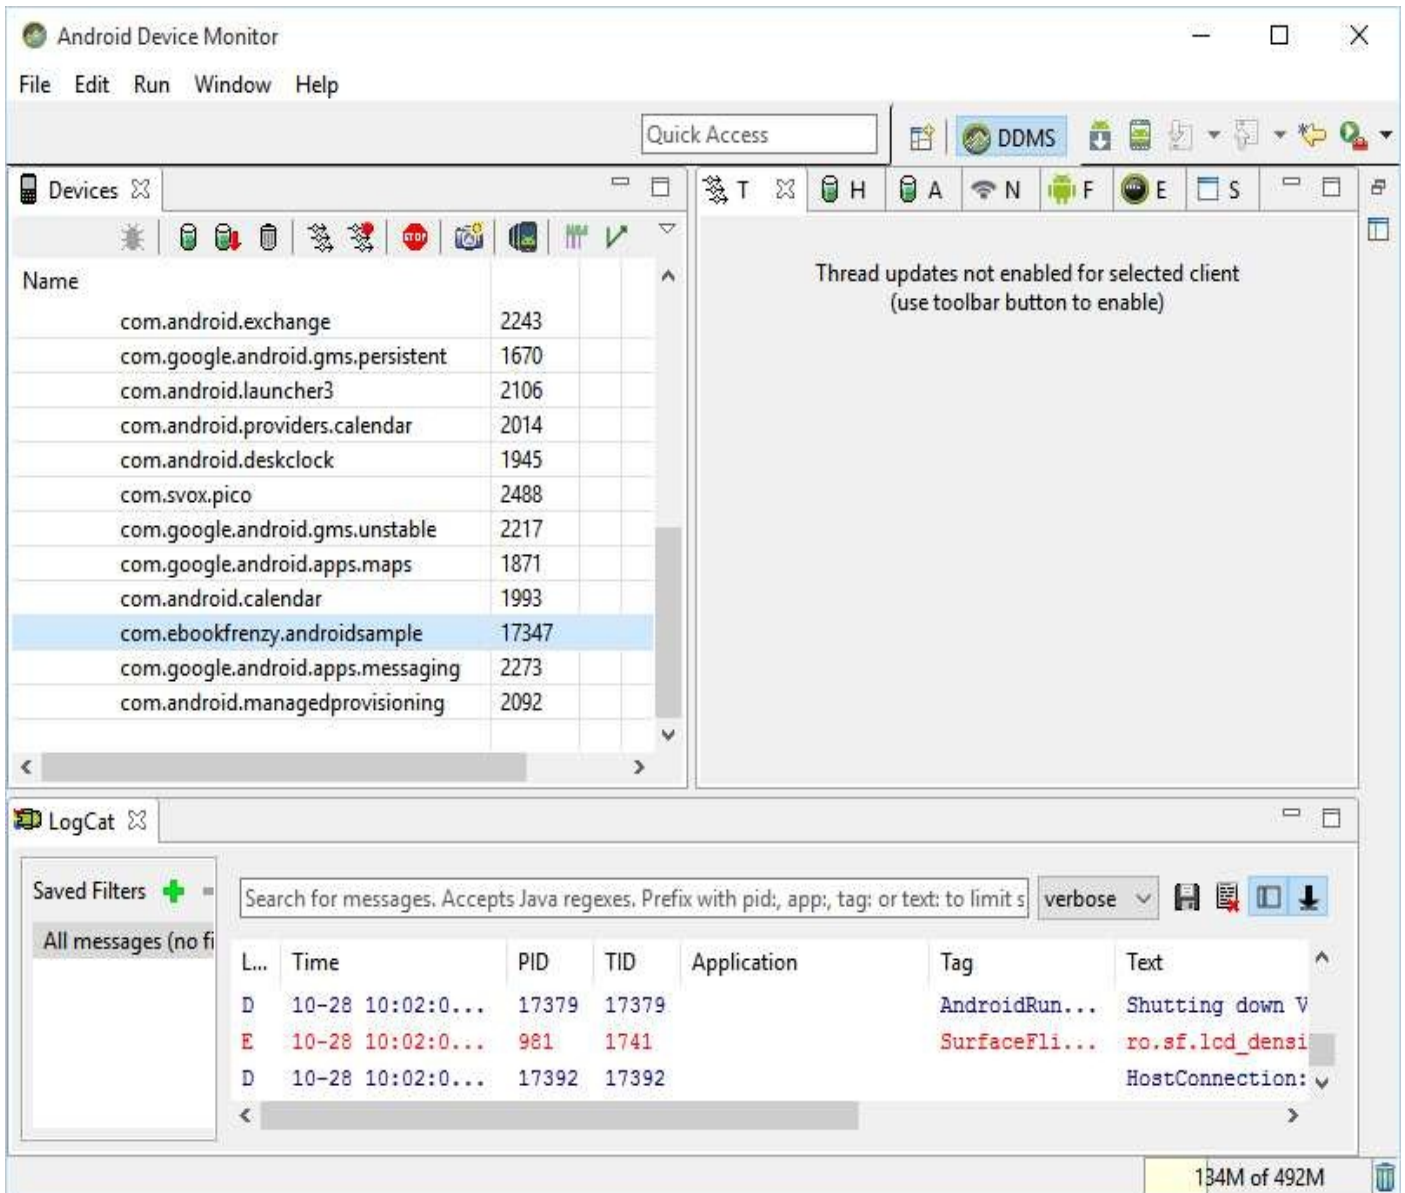 Android Device Monitor
File Edit Run Window Help
Quick Access DDMS
Devices T H A N F E S
STOP
Name
Thread updates not enabled for selected client
(use toolbar button to enable)
com.android.exchange 2243
com.google.android.gms.persistent 1670
com.android.launcher3 2106
com.android.providers.calendar 2014
com.android.deskclock 1945
com.svox.pico 2488
com.google.android.gms.unstable 2217
com.google.android.apps.maps 1871
com.android.calendar 1993
com.ebookfrenzy.androidsample 17347
com.google.android.apps.messaging 2273
com.android.managedprovisioning 2092
LogCat
Saved Filters
Search for messages. Accepts Java regexes. Prefix with pid:, app:, tag: or text: to limit s verbose
All messages (no fi
L... Time PID TID Application Tag Text
D 10-28 10:02:0... 17379 17379 AndroidRun... Shutting down V
E 10-28 10:02:0... 981 1741 SurfaceFli... ro.sf.lcd_densi
D 10-28 10:02:0... 17392 17392 HostConnection:
134M of 492M